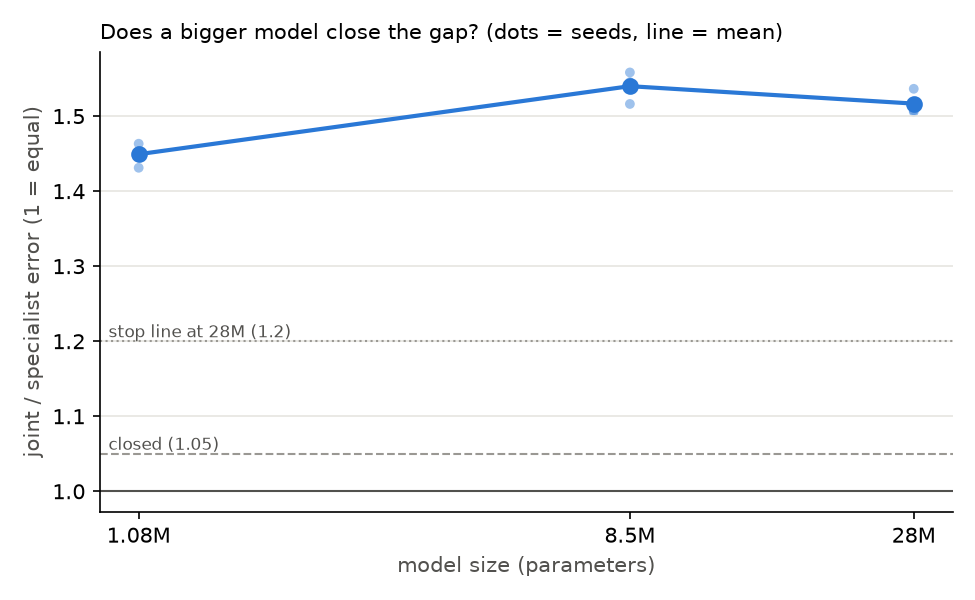 Does a bigger model close the gap? (dots = seeds, line = mean)
joint / specialist error (1 = equal)
1.5
1.4
1.3
stop line at 28M (1.2)
1.2
1.1
closed (1.05)
1.0
1.08M 8.5M 28M
model size (parameters)